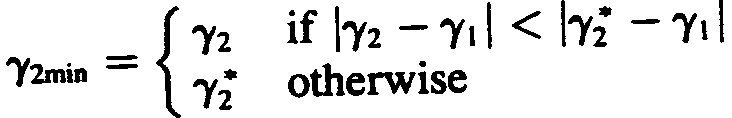 γ₂min = { γ₂ if |γ₂ − γ₁| < |γ₂* − γ₁|
γ₂* otherwise